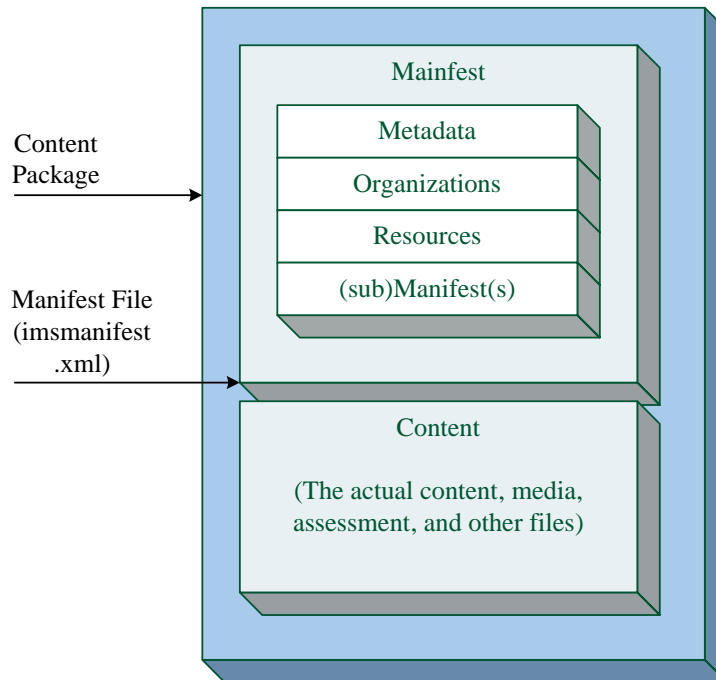 Mainfest
Metadata
Organizations
Resources
(sub)Manifest(s)
Content
Package
Manifest File
(imsmanifest
.xml)
Content
(The actual content, media,
assessment, and other files)